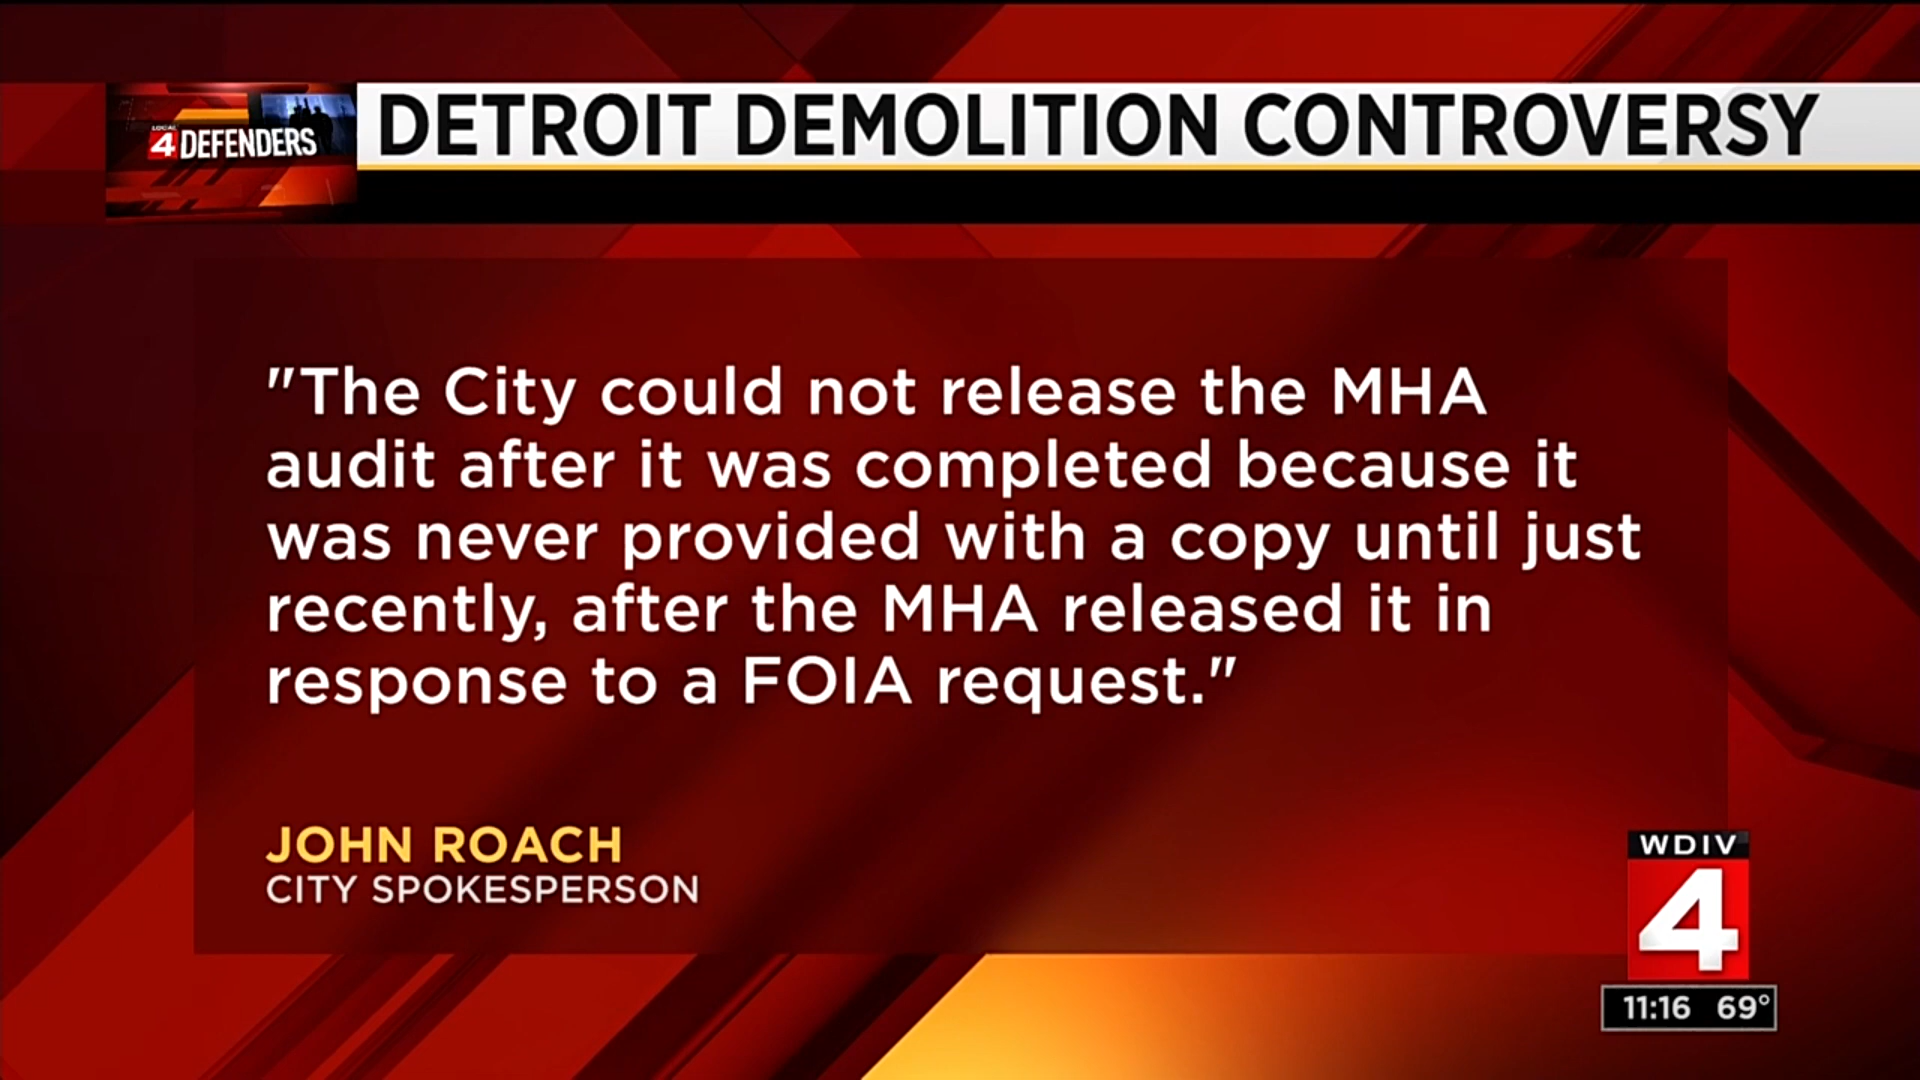 LOCAL
4 DEFENDERS
DETROIT DEMOLITION CONTROVERSY
"The City could not release the MHA
audit after it was completed because it
was never provided with a copy until just
recently, after the MHA released it in
response to a FOIA request."
JOHN ROACH
CITY SPOKESPERSON
WDIV
4
11:16 69°